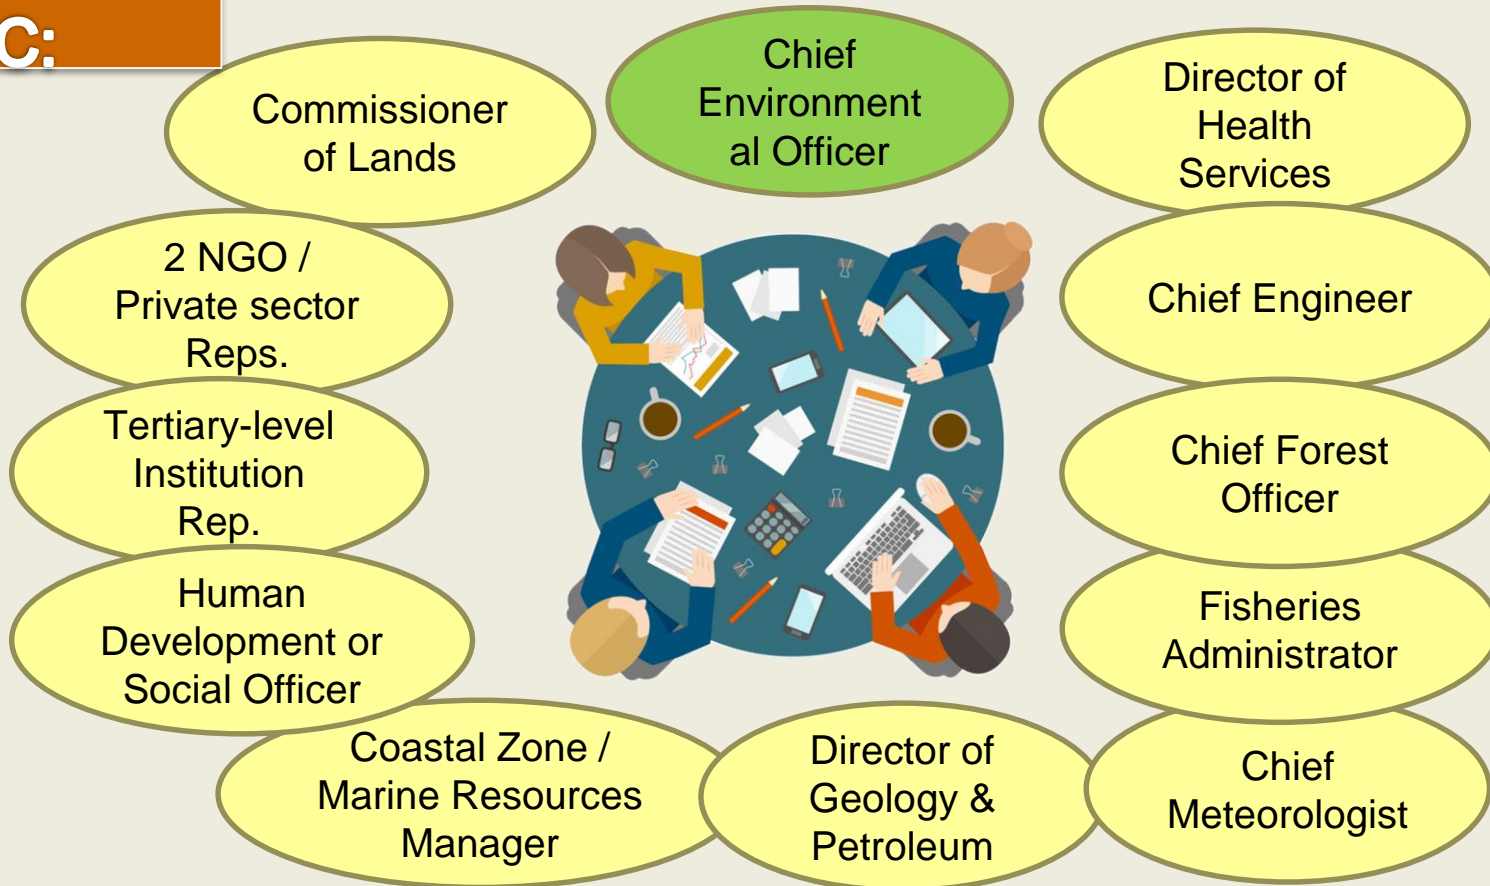 C:
Chief
Environment
al Officer
Commissioner
of Lands
Director of
Health
Services
2 NGO /
Private sector
Reps.
Chief Engineer
Tertiary-level
Institution
Rep.
Chief Forest
Officer
Human
Development or
Social Officer
Fisheries
Administrator
Coastal Zone /
Marine Resources
Manager
Director of
Geology &
Petroleum
Chief
Meteorologist